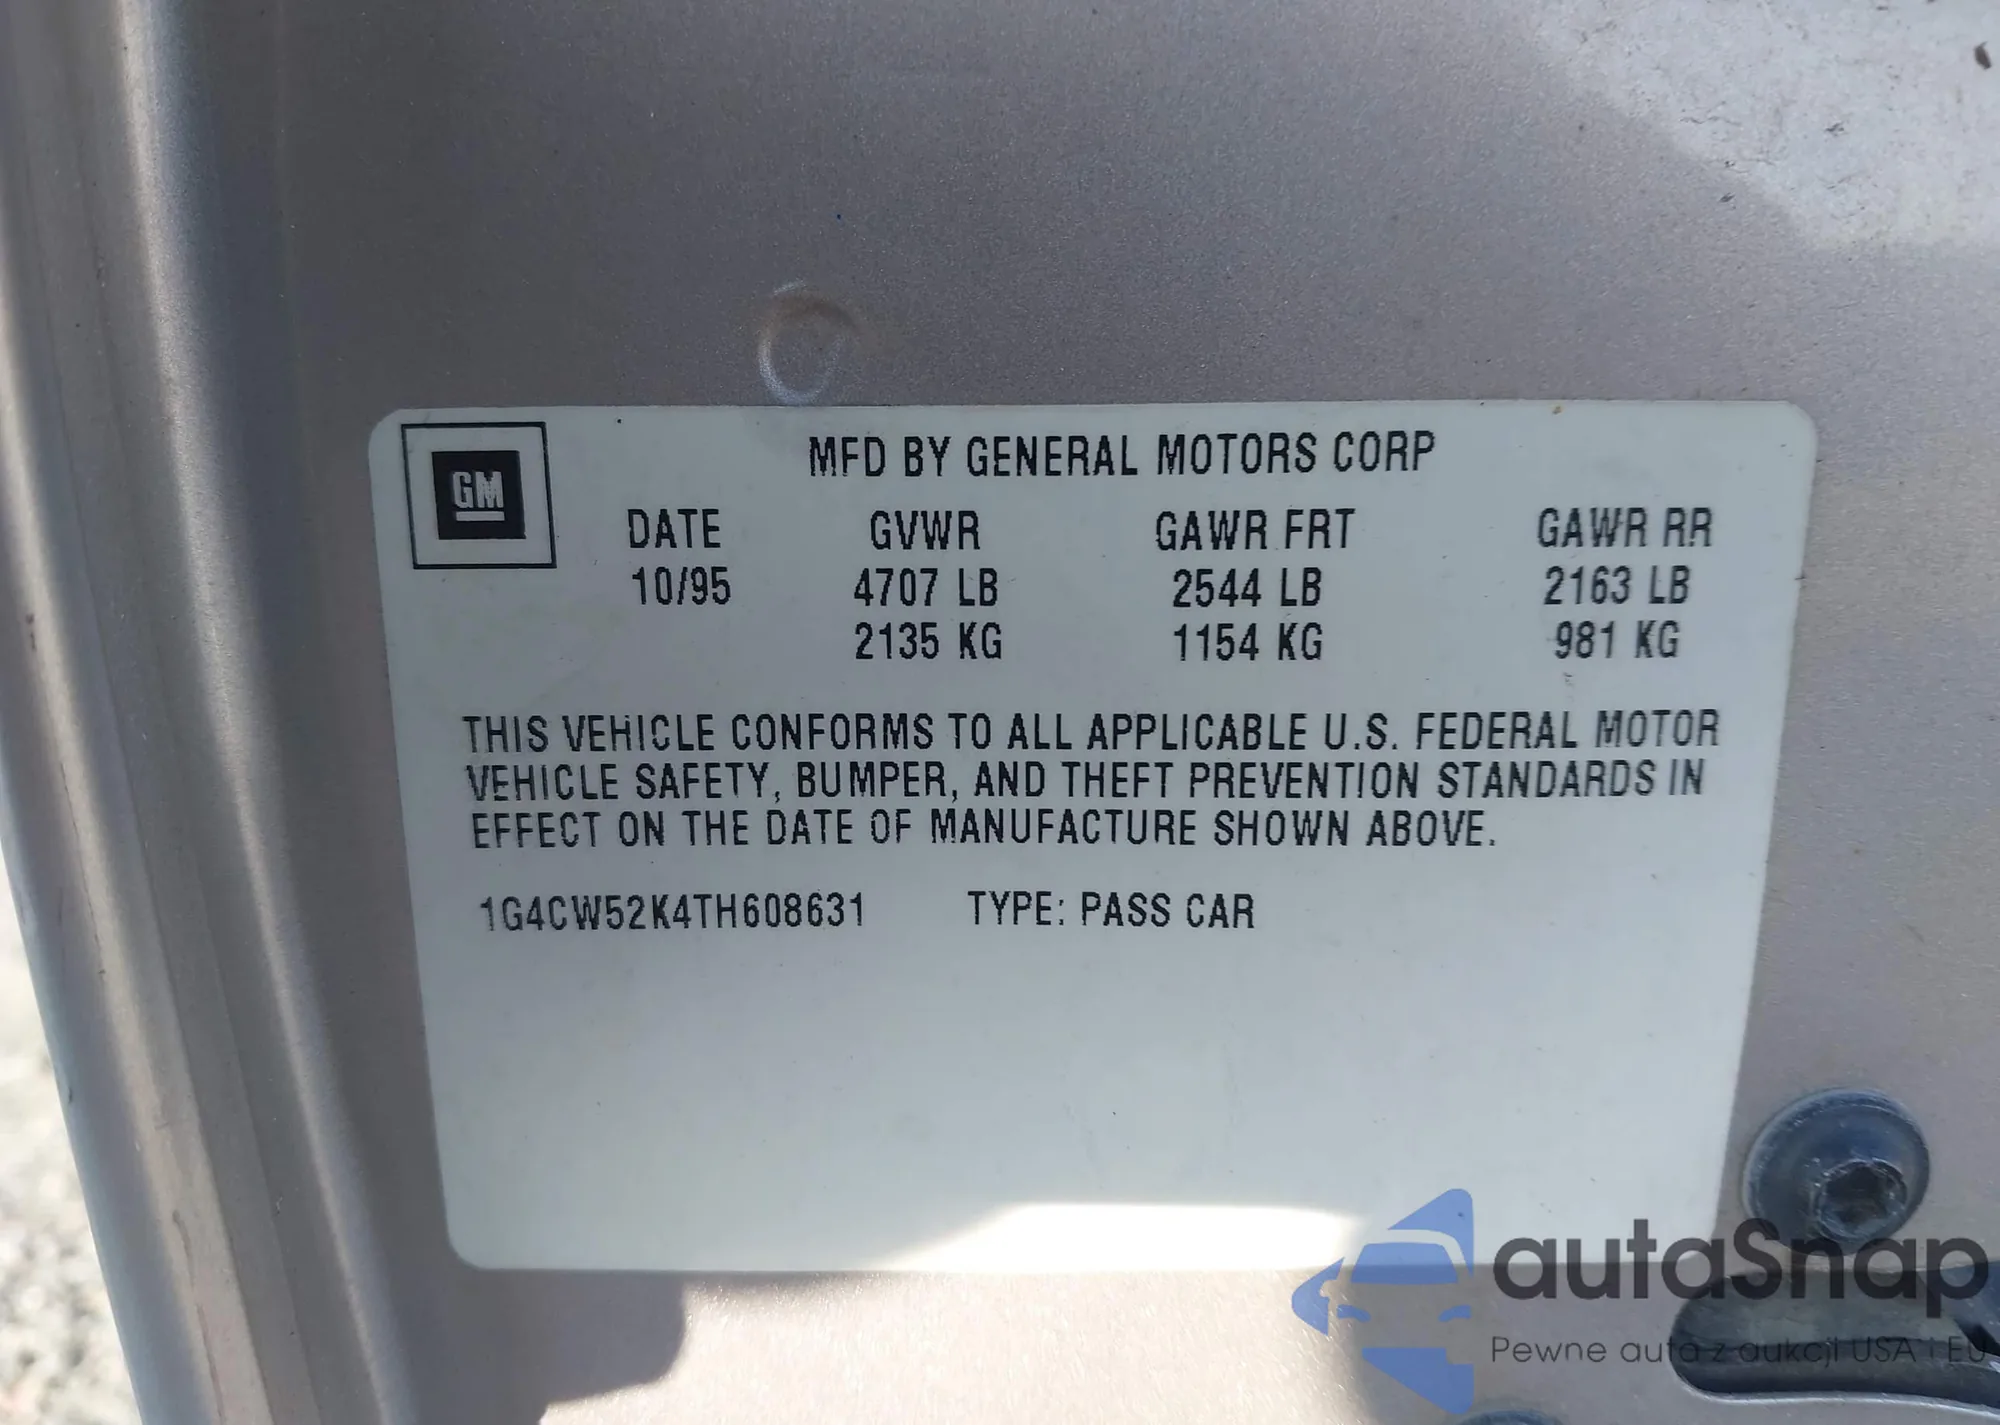 GM
MFD BY GENERAL MOTORS CORP
DATE GVWR GAWR FRT GAWR RR
10/95 4707 LB 2544 LB 2163 LB
2135 KG 1154 KG 981 KG
THIS VEHICLE CONFORMS TO ALL APPLICABLE U.S. FEDERAL MOTOR
VEHICLE SAFETY, BUMPER, AND THEFT PREVENTION STANDARDS IN
EFFECT ON THE DATE OF MANUFACTURE SHOWN ABOVE.
1G4CW52K4TH608631 TYPE: PASS CAR
autoSnap
Pewne auta z aukcji USA i EU